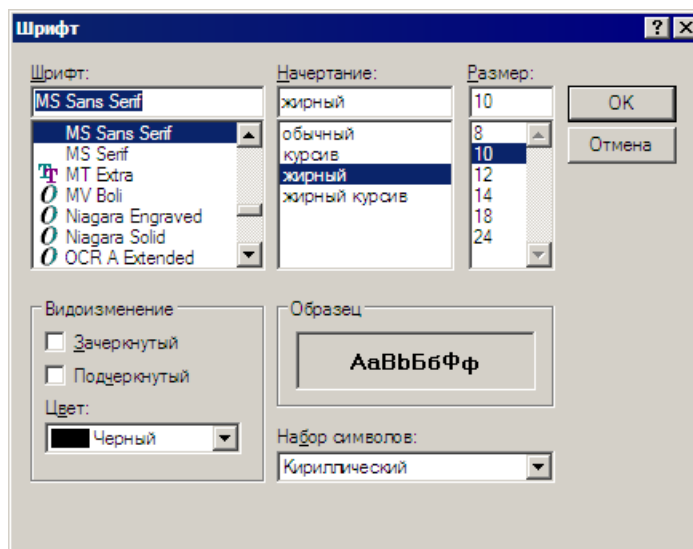 Шрифт
Шрифт:
MS Sans Serif
MS Sans Serif
MS Serif
MT Extra
MV Boli
Niagara Engraved
Niagara Solid
OCR A Extended
Начертание:
жирный
обычный
курсив
жирный
жирный курсив
Размер:
10
8
10
12
14
18
24
OK
Отмена
Видоизменение
Зачеркнутый
Подчеркнутый
Цвет:
Черный
Образец
АаВbБбФф
Набор символов:
Кириллический